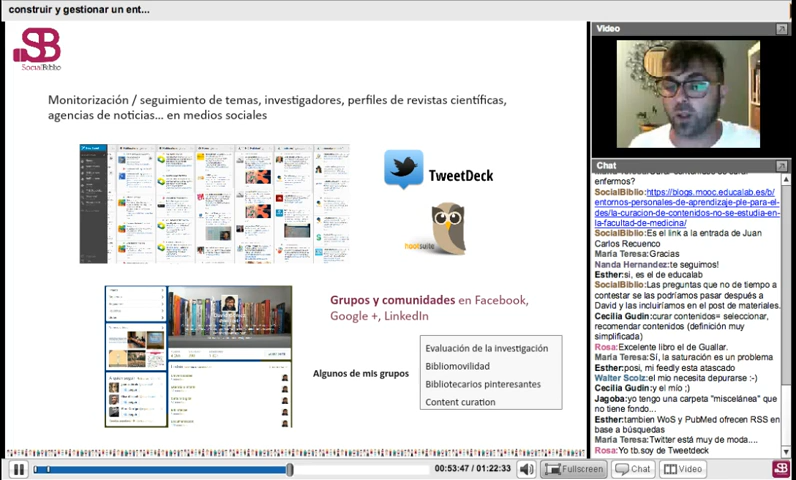 construir y gestionar un ent...
SB
SocialBiblio
Monitorización / seguimiento de temas, investigadores, perfiles de revistas científicas,
agencias de noticias... en medios sociales
TweetDeck
hootsuite
Grupos y comunidades en Facebook,
Google +, LinkedIn
Algunos de mis grupos
Evaluación de la investigación
Bibliomovilidad
Bibliotecarios pinteresantes
Content curation
Video
Chat
enfermos?
SocialBiblio:https://blogs.mooc.educalab.es/b/
entornos-personales-de-aprendizaje-ple-para-el-
des/la-curacion-de-contenidos-no-se-estudia-en-
la-facultad-de-medicina/
SocialBiblio:Es el link a la entrada de Juan
Carlos Recuenco
María Teresa:Gracias
Nanda Hernandez:te seguimos!
Esther:si, es el de educalab
SocialBiblio:Las preguntas que no de tiempo a
contestar se las podríamos pasar después a
David y las incluiríamos en el post de materiales.
Cecilia Gudin:curar contenidos= seleccionar,
recomendar contenidos (definición muy
simplificada)
Rosa:Excelente libro el de Guallar.
María Teresa:Sí, la saturación es un problema
Esther:posi, mi feedly esta atascado
Walter Scolz:el mio necesita depurarse :-)
Cecilia Gudin:y el mío ;)
Jagoba:yo tengo una carpeta "miscelánea" que
no tiene fondo...
Esther:tambien WoS y PubMed ofrecen RSS en
base a búsquedas
María Teresa:Twitter está muy de moda....
Rosa:Yo tb.soy de Tweetdeck
00:53:47 / 01:22:33
Fullscreen
Chat
Video
SB